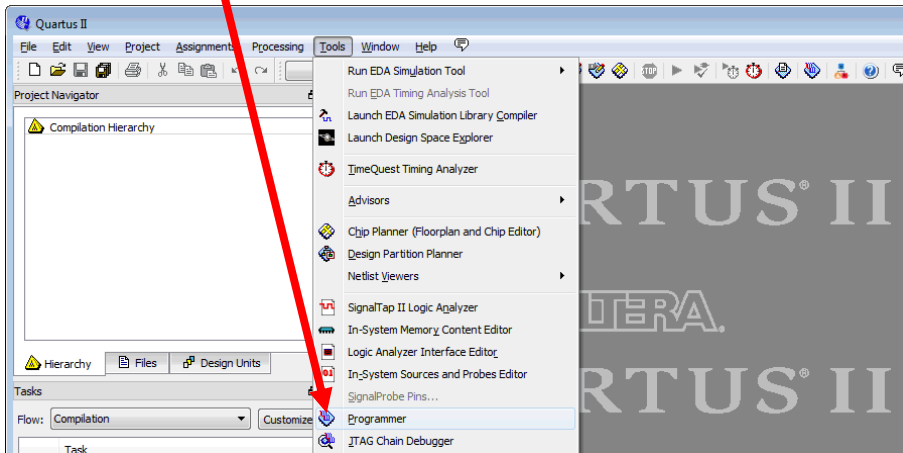 Quartus II
File Edit View Project Assignments Processing Tools Window Help
Project Navigator
Compilation Hierarchy
Run EDA Simulation Tool
Run EDA Timing Analysis Tool
Launch EDA Simulation Library Compiler
Launch Design Space Explorer
TimeQuest Timing Analyzer
Advisors
Chip Planner (Floorplan and Chip Editor)
Design Partition Planner
Netlist Viewers
SignalTap II Logic Analyzer
In-System Memory Content Editor
Logic Analyzer Interface Editor
In-System Sources and Probes Editor
SignalProbe Pins...
Programmer
JTAG Chain Debugger
Hierarchy Files Design Units
Tasks
Flow: Compilation Customize
Task
RTUS® II
TERA.
RTUS® II